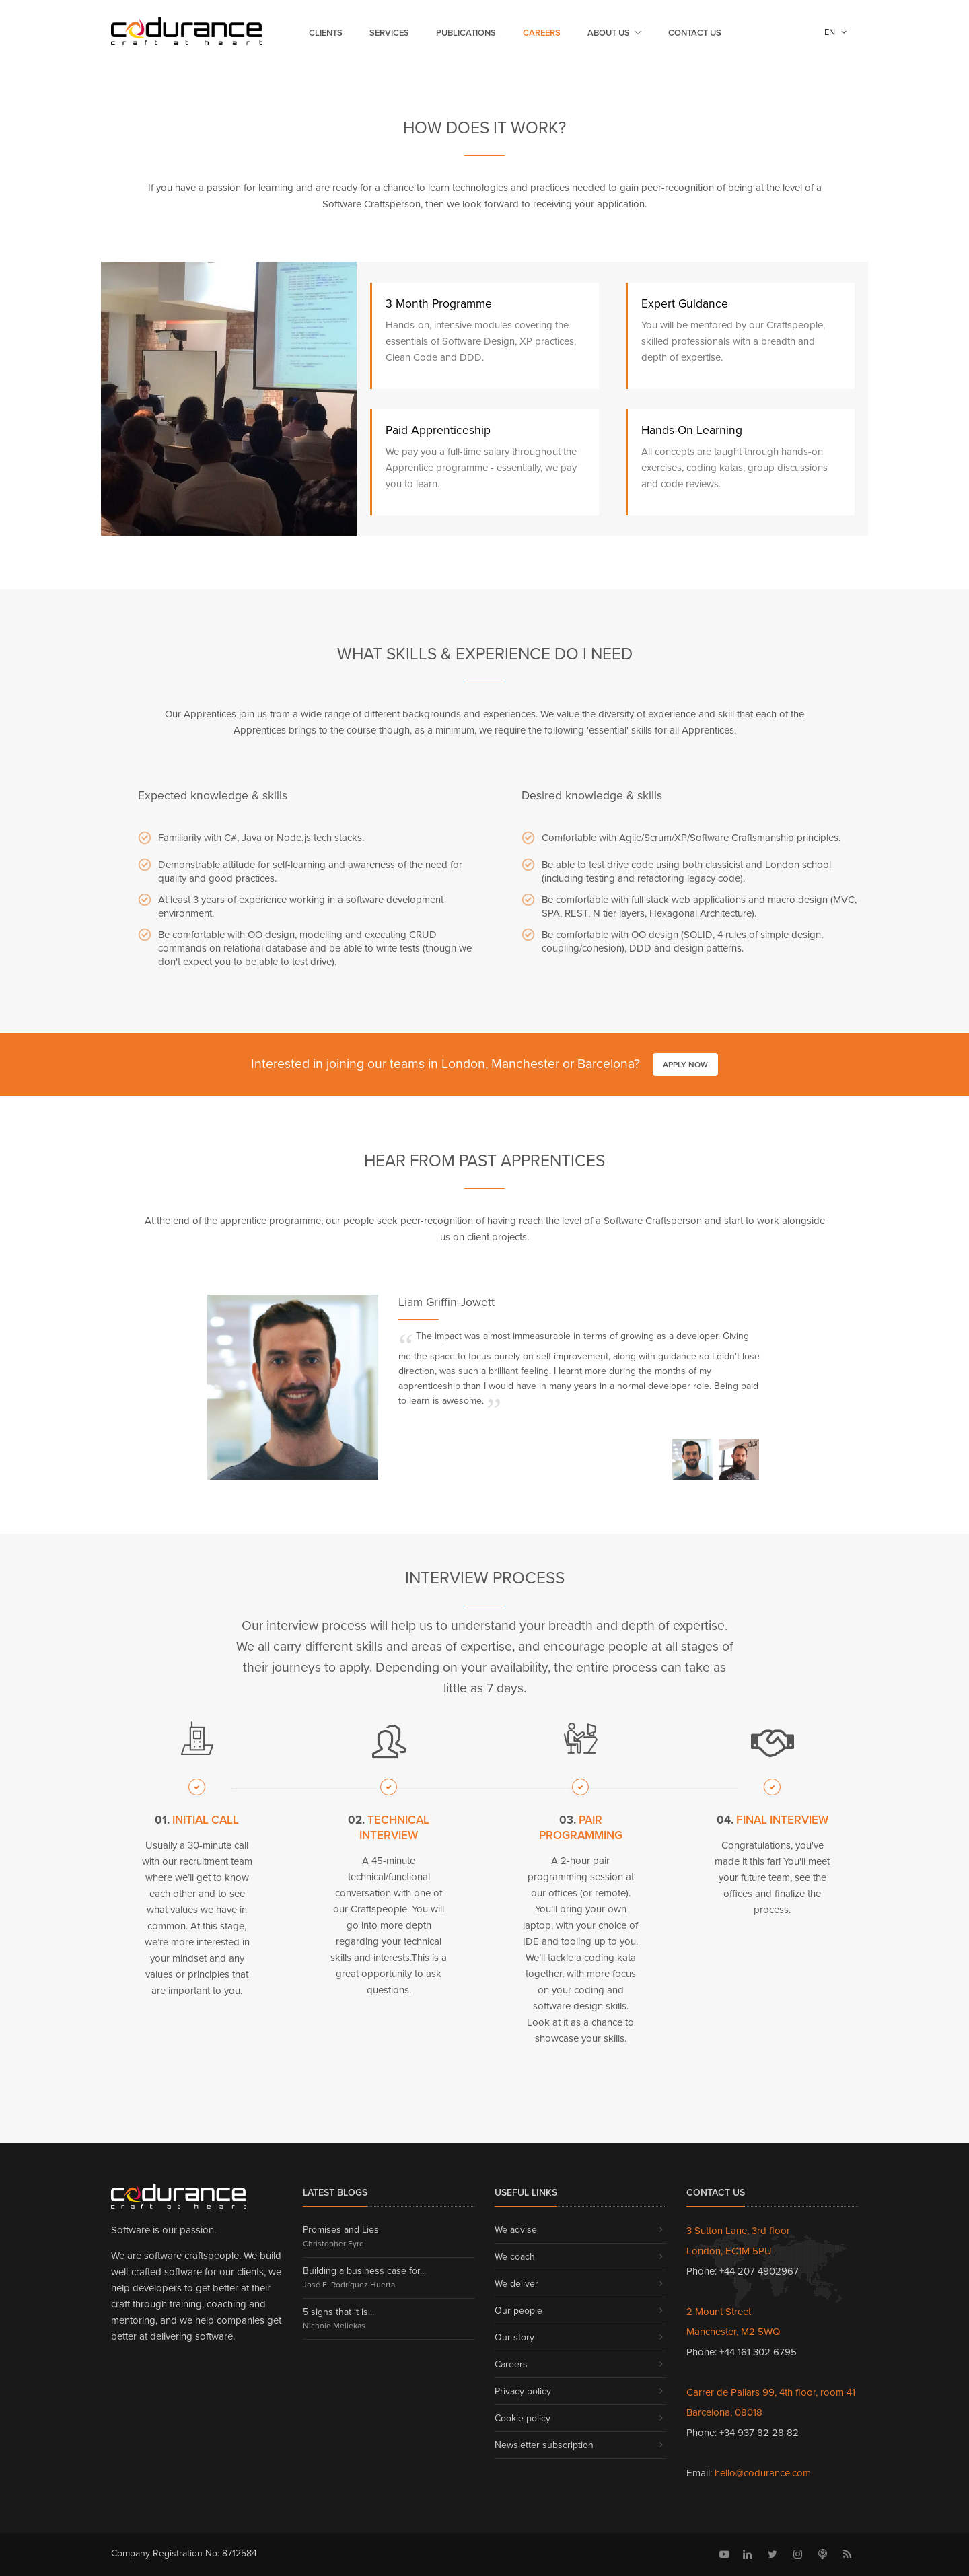 codurance
craft at heart
CLIENTS
SERVICES
PUBLICATIONS
CAREERS
ABOUT US
CONTACT US
EN
HOW DOES IT WORK?
If you have a passion for learning and are ready for a chance to learn technologies and practices needed to gain peer-recognition of being at the level of a
Software Craftsperson, then we look forward to receiving your application.
3 Month Programme
Hands-on, intensive modules covering the
essentials of Software Design, XP practices,
Clean Code and DDD.
Expert Guidance
You will be mentored by our Craftspeople,
skilled professionals with a breadth and
depth of expertise.
Paid Apprenticeship
We pay you a full-time salary throughout the
Apprentice programme - essentially, we pay
you to learn.
Hands-On Learning
All concepts are taught through hands-on
exercises, coding katas, group discussions
and code reviews.
WHAT SKILLS & EXPERIENCE DO I NEED
Our Apprentices join us from a wide range of different backgrounds and experiences. We value the diversity of experience and skill that each of the
Apprentices brings to the course though, as a minimum, we require the following 'essential' skills for all Apprentices.
Expected knowledge & skills
Familiarity with C#, Java or Node.js tech stacks.
Demonstrable attitude for self-learning and awareness of the need for
quality and good practices.
At least 3 years of experience working in a software development
environment.
Be comfortable with OO design, modelling and executing CRUD
commands on relational database and be able to write tests (though we
don't expect you to be able to test drive).
Desired knowledge & skills
Comfortable with Agile/Scrum/XP/Software Craftsmanship principles.
Be able to test drive code using both classicist and London school
(including testing and refactoring legacy code).
Be comfortable with full stack web applications and macro design (MVC,
SPA, REST, N tier layers, Hexagonal Architecture).
Be comfortable with OO design (SOLID, 4 rules of simple design,
coupling/cohesion), DDD and design patterns.
Interested in joining our teams in London, Manchester or Barcelona?
APPLY NOW
HEAR FROM PAST APPRENTICES
At the end of the apprentice programme, our people seek peer-recognition of having reach the level of a Software Craftsperson and start to work alongside
us on client projects.
Liam Griffin-Jowett
“ The impact was almost immeasurable in terms of growing as a developer. Giving
me the space to focus purely on self-improvement, along with guidance so I didn't lose
direction, was such a brilliant feeling. I learnt more during the months of my
apprenticeship than I would have in many years in a normal developer role. Being paid
to learn is awesome. ”
INTERVIEW PROCESS
Our interview process will help us to understand your breadth and depth of expertise.
We all carry different skills and areas of expertise, and encourage people at all stages of
their journeys to apply. Depending on your availability, the entire process can take as
little as 7 days.
01. INITIAL CALL
Usually a 30-minute call
with our recruitment team
where we'll get to know
each other and to see
what values we have in
common. At this stage,
we're more interested in
your mindset and any
values or principles that
are important to you.
02. TECHNICAL
INTERVIEW
A 45-minute
technical/functional
conversation with one of
our Craftspeople. You will
go into more depth
regarding your technical
skills and interests.This is a
great opportunity to ask
questions.
03. PAIR
PROGRAMMING
A 2-hour pair
programming session at
our offices (or remote).
You'll bring your own
laptop, with your choice of
IDE and tooling up to you.
We'll tackle a coding kata
together, with more focus
on your coding and
software design skills.
Look at it as a chance to
showcase your skills.
04. FINAL INTERVIEW
Congratulations, you've
made it this far! You'll meet
your future team, see the
offices and finalize the
process.
codurance
craft at heart
Software is our passion.
We are software craftspeople. We build
well-crafted software for our clients, we
help developers to get better at their
craft through training, coaching and
mentoring, and we help companies get
better at delivering software.
LATEST BLOGS
Promises and Lies
Christopher Eyre
Building a business case for...
José E. Rodríguez Huerta
5 signs that it is...
Nichole Mellekas
USEFUL LINKS
We advise
We coach
We deliver
Our people
Our story
Careers
Privacy policy
Cookie policy
Newsletter subscription
CONTACT US
3 Sutton Lane, 3rd floor
London, EC1M 5PU
Phone: +44 207 4902967
2 Mount Street
Manchester, M2 5WQ
Phone: +44 161 302 6795
Carrer de Pallars 99, 4th floor, room 41
Barcelona, 08018
Phone: +34 937 82 28 82
Email: hello@codurance.com
Company Registration No: 8712584